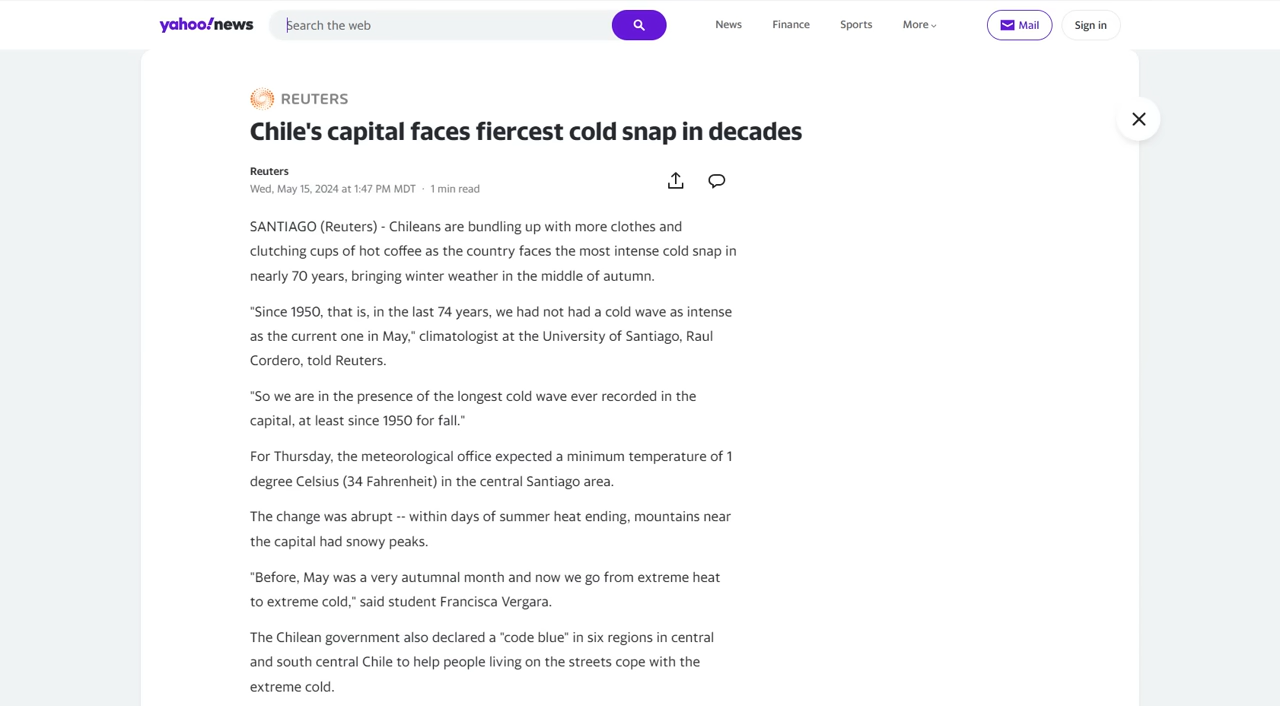 yahoo!news Search the web News Finance Sports More Mail Sign in
REUTERS
Chile's capital faces fiercest cold snap in decades
Reuters
Wed, May 15, 2024 at 1:47 PM MDT · 1 min read
SANTIAGO (Reuters) - Chileans are bundling up with more clothes and
clutching cups of hot coffee as the country faces the most intense cold snap in
nearly 70 years, bringing winter weather in the middle of autumn.
"Since 1950, that is, in the last 74 years, we had not had a cold wave as intense
as the current one in May," climatologist at the University of Santiago, Raul
Cordero, told Reuters.
"So we are in the presence of the longest cold wave ever recorded in the
capital, at least since 1950 for fall."
For Thursday, the meteorological office expected a minimum temperature of 1
degree Celsius (34 Fahrenheit) in the central Santiago area.
The change was abrupt -- within days of summer heat ending, mountains near
the capital had snowy peaks.
"Before, May was a very autumnal month and now we go from extreme heat
to extreme cold," said student Francisca Vergara.
The Chilean government also declared a "code blue" in six regions in central
and south central Chile to help people living on the streets cope with the
extreme cold.